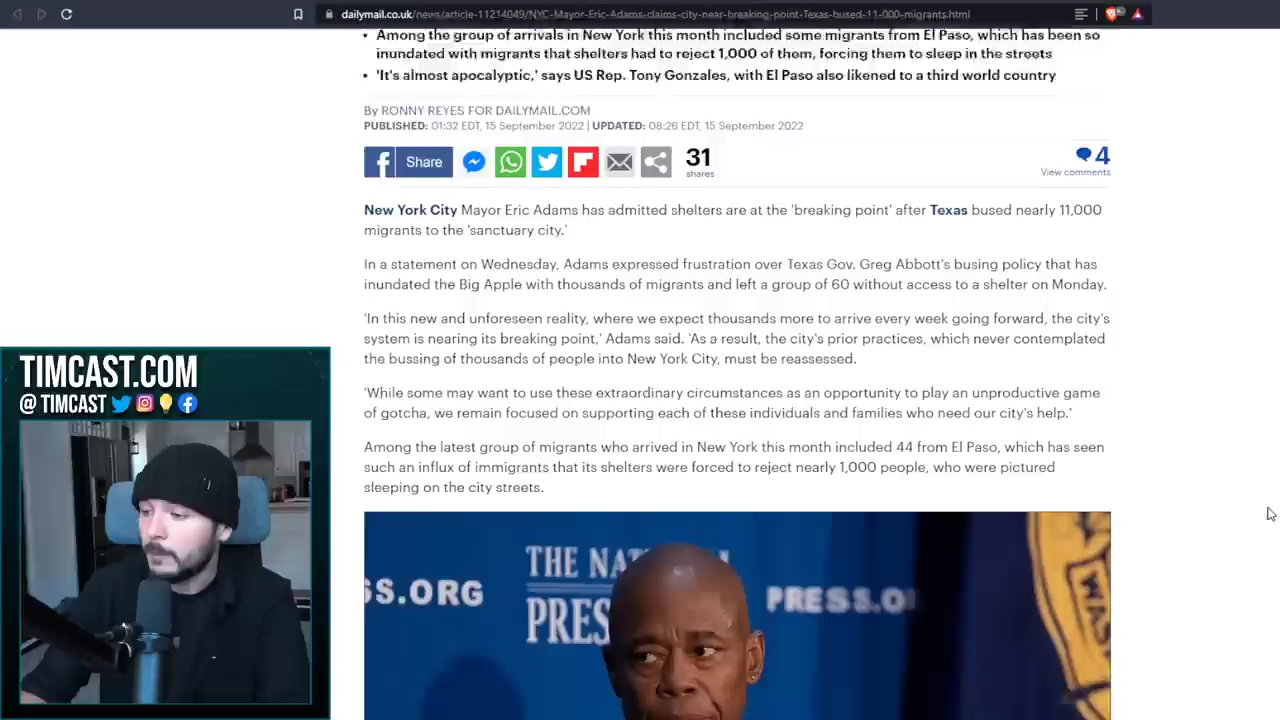 dailymail.co.uk/news/article-11214049/NYC-Mayor-Eric-Adams-claims-city-near-breaking-point-Texas-bused-11-000-migrants.html
• Among the group of arrivals in New York this month included some migrants from El Paso, which has been so
inundated with migrants that shelters had to reject 1,000 of them, forcing them to sleep in the streets
• 'It's almost apocalyptic,' says US Rep. Tony Gonzales, with El Paso also likened to a third world country
By RONNY REYES FOR DAILYMAIL.COM
PUBLISHED: 01:32 EDT, 15 September 2022 | UPDATED: 08:26 EDT, 15 September 2022
Share
31
shares
4
View comments
New York City Mayor Eric Adams has admitted shelters are at the 'breaking point' after Texas bused nearly 11,000
migrants to the 'sanctuary city.'
In a statement on Wednesday, Adams expressed frustration over Texas Gov. Greg Abbott's busing policy that has
inundated the Big Apple with thousands of migrants and left a group of 60 without access to a shelter on Monday.
'In this new and unforeseen reality, where we expect thousands more to arrive every week going forward, the city's
system is nearing its breaking point,' Adams said. 'As a result, the city's prior practices, which never contemplated
the bussing of thousands of people into New York City, must be reassessed.
'While some may want to use these extraordinary circumstances as an opportunity to play an unproductive game
of gotcha, we remain focused on supporting each of these individuals and families who need our city's help.'
Among the latest group of migrants who arrived in New York this month included 44 from El Paso, which has seen
such an influx of immigrants that its shelters were forced to reject nearly 1,000 people, who were pictured
sleeping on the city streets.
TIMCAST.COM
@ TIMCAST
THE NA
PRESS
SS.ORG
PRESS.O
WAS